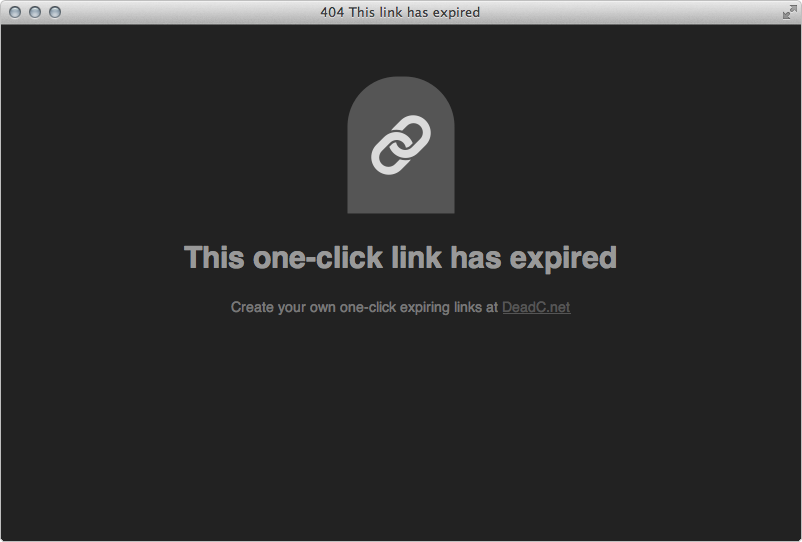 404 This link has expired
This one-click link has expired
Create your own one-click expiring links at DeadC.net